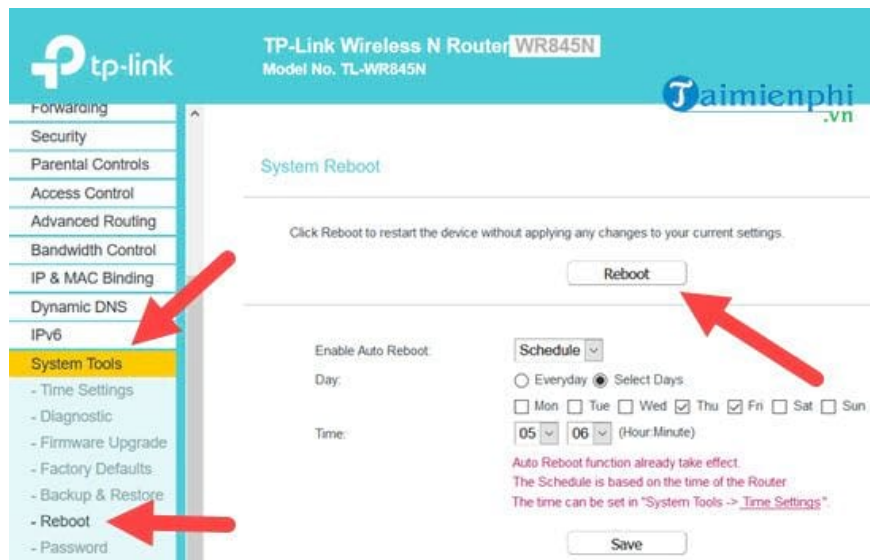 tp-link
TP-Link Wireless N Router WR845N
Model No. TL-WR845N
Taimienphi
.vn
Forwarding
Security
Parental Controls
Access Control
Advanced Routing
Bandwidth Control
IP & MAC Binding
Dynamic DNS
IPv6
System Tools
- Time Settings
- Diagnostic
- Firmware Upgrade
- Factory Defaults
- Backup & Restore
- Reboot
- Password
System Reboot
Click Reboot to restart the device without applying any changes to your current settings.
Reboot
Enable Auto Reboot: Schedule
Day: Everyday Select Days
Mon Tue Wed Thu Fri Sat Sun
Time: 05 06 (Hour:Minute)
Auto Reboot function already take effect.
The Schedule is based on the time of the Router
The time can be set in "System Tools -> Time Settings".
Save